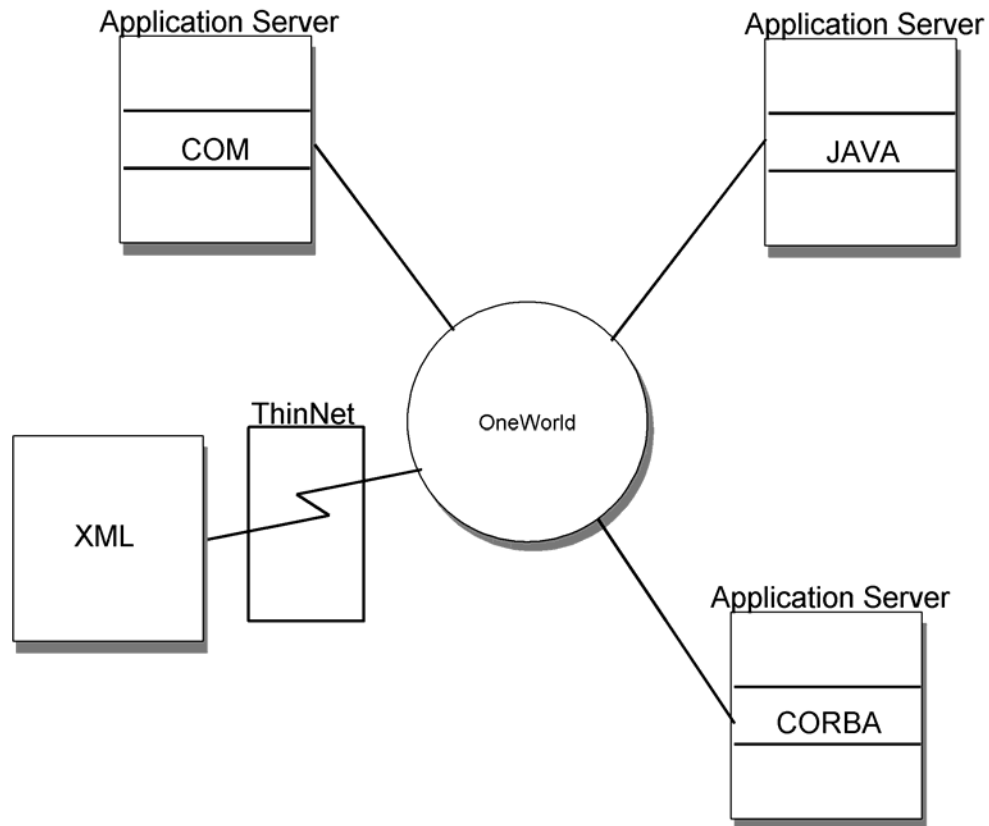 Application Server
COM
Application Server
JAVA
OneWorld
ThinNet
XML
Application Server
CORBA